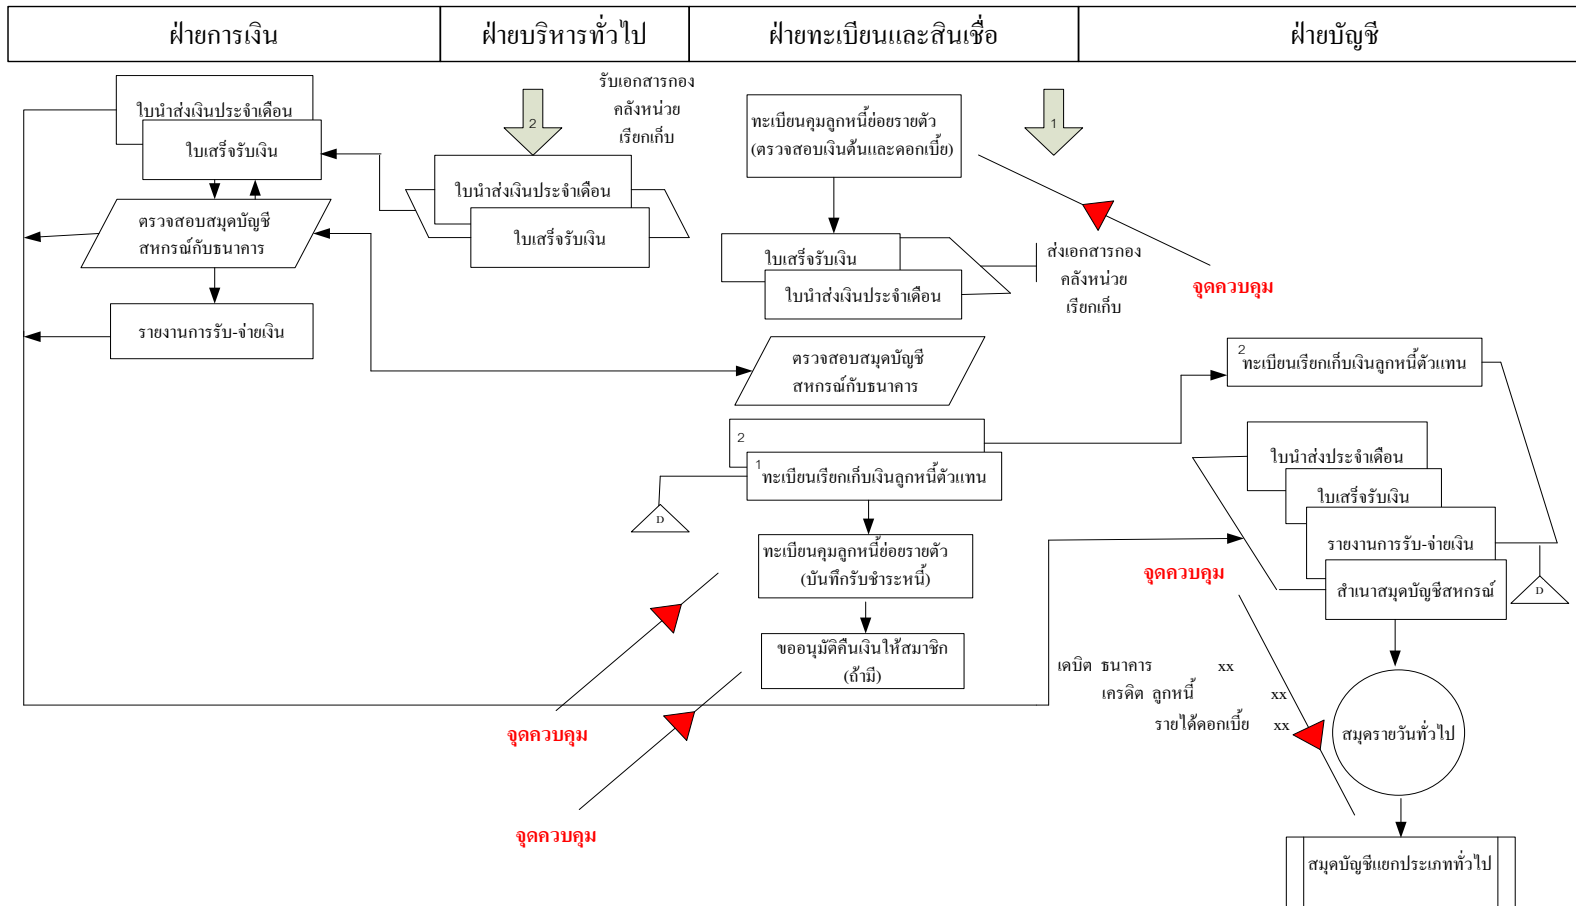 ฝ่ายการเงิน
ฝ่ายบริหารทั่วไป
ฝ่ายทะเบียนและสินเชื่อ
ฝ่ายบัญชี
ใบนำส่งเงินประจำเดือน
ใบเสร็จรับเงิน
ตรวจสอบสมุดบัญชี
สหกรณ์กับธนาคาร
รายงานการรับ-จ่ายเงิน
2
รับเอกสารกอง
คลังหน่วย
เรียกเก็บ
ใบนำส่งเงินประจำเดือน
ใบเสร็จรับเงิน
ทะเบียนคุมลูกหนี้ย่อยรายตัว
(ตรวจสอบเงินต้นและดอกเบี้ย)
1
ใบเสร็จรับเงิน
ใบนำส่งเงินประจำเดือน
ส่งเอกสารกอง
คลังหน่วย
เรียกเก็บ
จุดควบคุม
ตรวจสอบสมุดบัญชี
สหกรณ์กับธนาคาร
2
1
ทะเบียนเรียกเก็บเงินลูกหนี้ตัวแทน
D
ทะเบียนคุมลูกหนี้ย่อยรายตัว
(บันทึกรับชำระหนี้)
ขออนุมัติคืนเงินให้สมาชิก
(ถ้ามี)
จุดควบคุม
จุดควบคุม
2
ทะเบียนเรียกเก็บเงินลูกหนี้ตัวแทน
ใบนำส่งประจำเดือน
ใบเสร็จรับเงิน
รายงานการรับ-จ่ายเงิน
สำเนาสมุดบัญชีสหกรณ์
D
จุดควบคุม
เดบิต ธนาคาร xx
เครดิต ลูกหนี้ xx
รายได้ดอกเบี้ย xx
สมุดรายวันทั่วไป
สมุดบัญชีแยกประเภททั่วไป